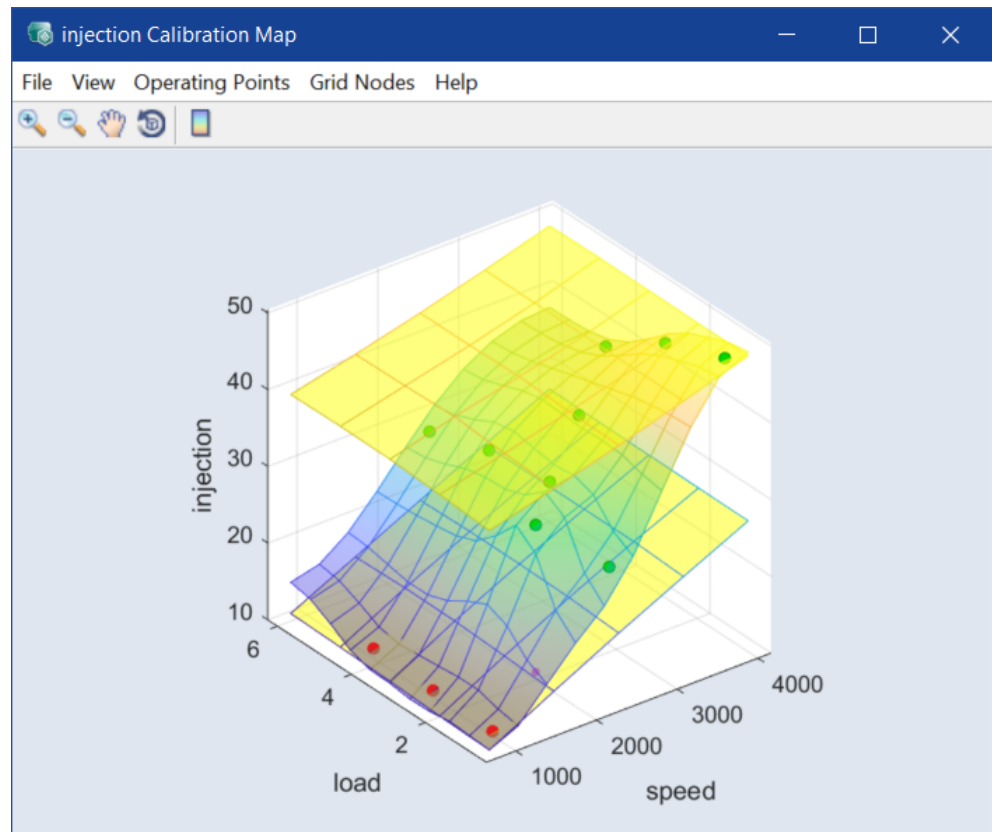 injection Calibration Map
File View Operating Points Grid Nodes Help
50
40
30
20
10
injection
6
4
2
load
1000
2000
3000
4000
speed